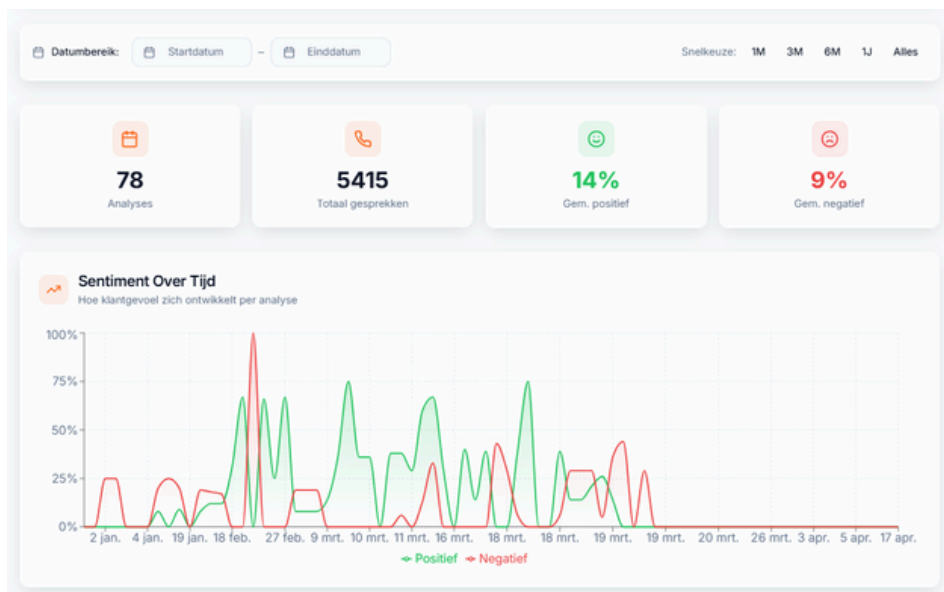 Datumbereik: Startdatum – Einddatum Snelkeuze: 1M 3M 6M 1J Alles
78 5415 14% 9%
Analyses Totaal gesprekken Gem. positief Gem. negatief
Sentiment Over Tijd
Hoe klantgevoel zich ontwikkelt per analyse
100%
75%
50%
25%
0%
2 jan. 4 jan. 19 jan. 18 feb. 27 feb. 9 mrt. 10 mrt. 11 mrt. 16 mrt. 18 mrt. 18 mrt. 19 mrt. 19 mrt. 20 mrt. 26 mrt. 3 apr. 5 apr. 17 apr.
Positief Negatief